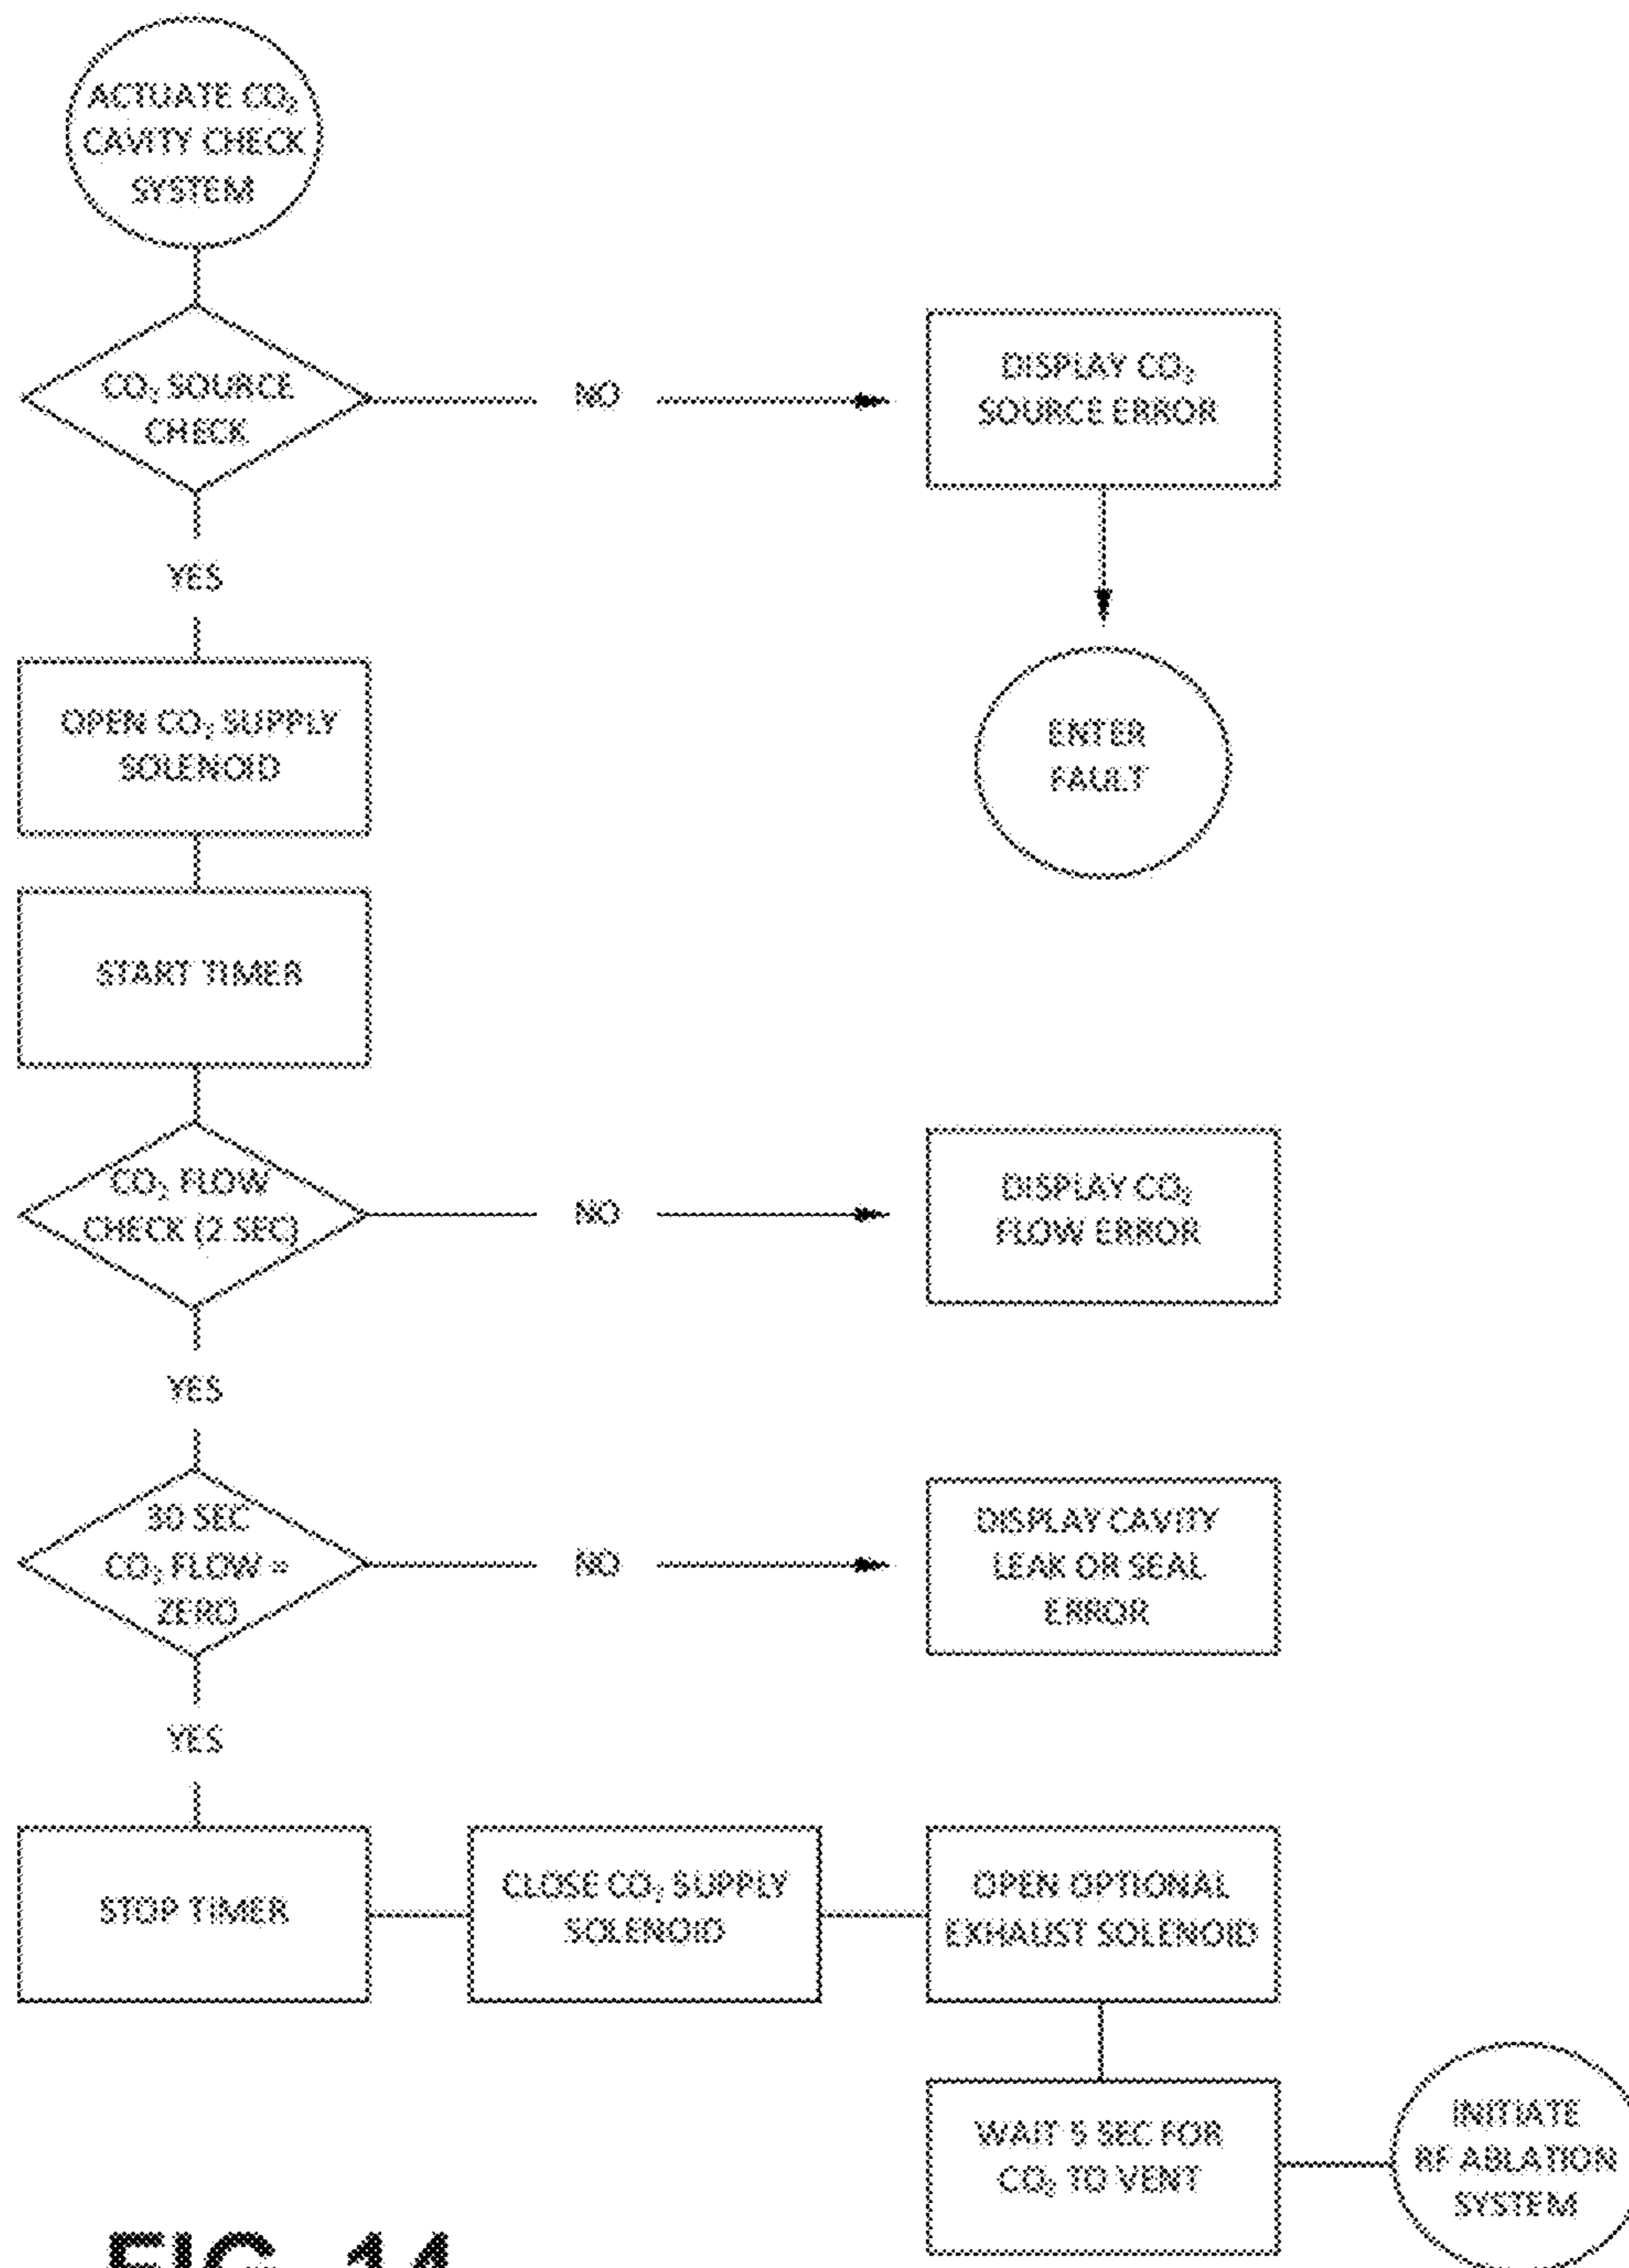 ACTUATE CO₂
CAVITY CHECK
SYSTEM
CO₂ SOURCE
CHECK
NO
DISPLAY CO₂
SOURCE ERROR
YES
OPEN CO₂ SUPPLY
SOLENOID
ENTER
FAULT
START TIMER
CO₂ FLOW
CHECK (2 SEC)
NO
DISPLAY CO₂
FLOW ERROR
YES
30 SEC
CO₂ FLOW =
ZERO
NO
DISPLAY CAVITY
LEAK OR SEAL
ERROR
YES
STOP TIMER
CLOSE CO₂ SUPPLY
SOLENOID
OPEN OPTIONAL
EXHAUST SOLENOID
WAIT 5 SEC FOR
CO₂ TO VENT
INITIATE
RF ABLATION
SYSTEM
FIG. 14